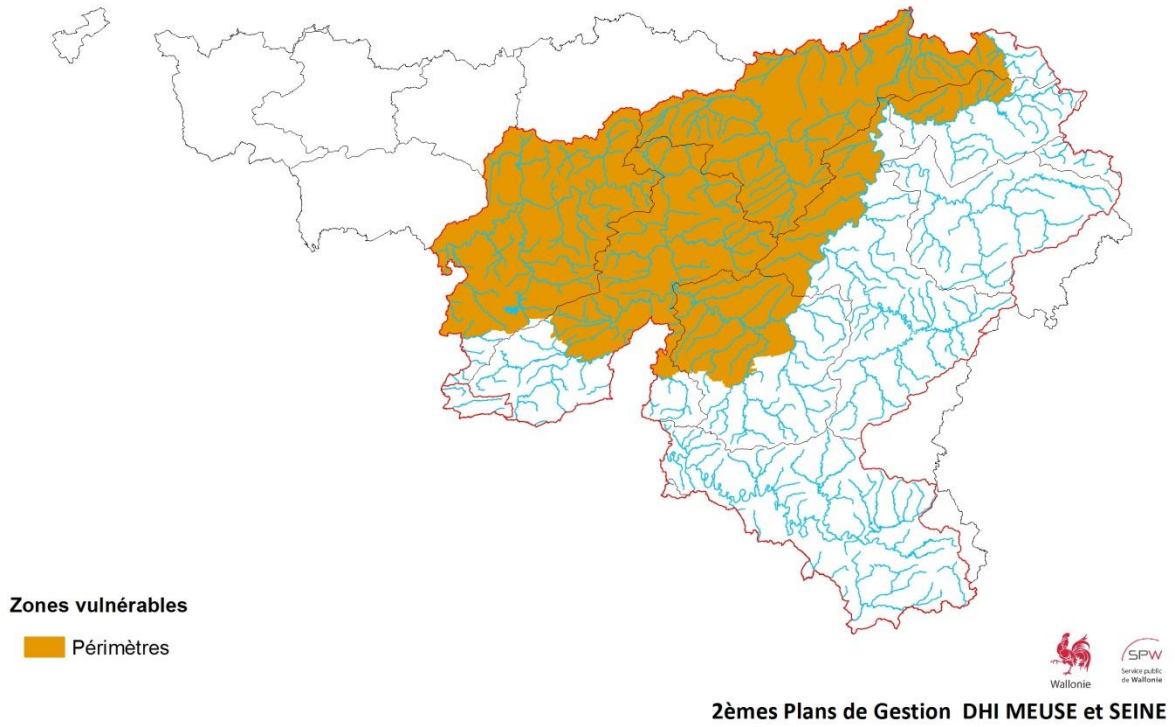 Zones vulnérables
Périmètres
Wallonie
SPW
Service public
de Wallonie
2èmes Plans de Gestion DHI MEUSE et SEINE